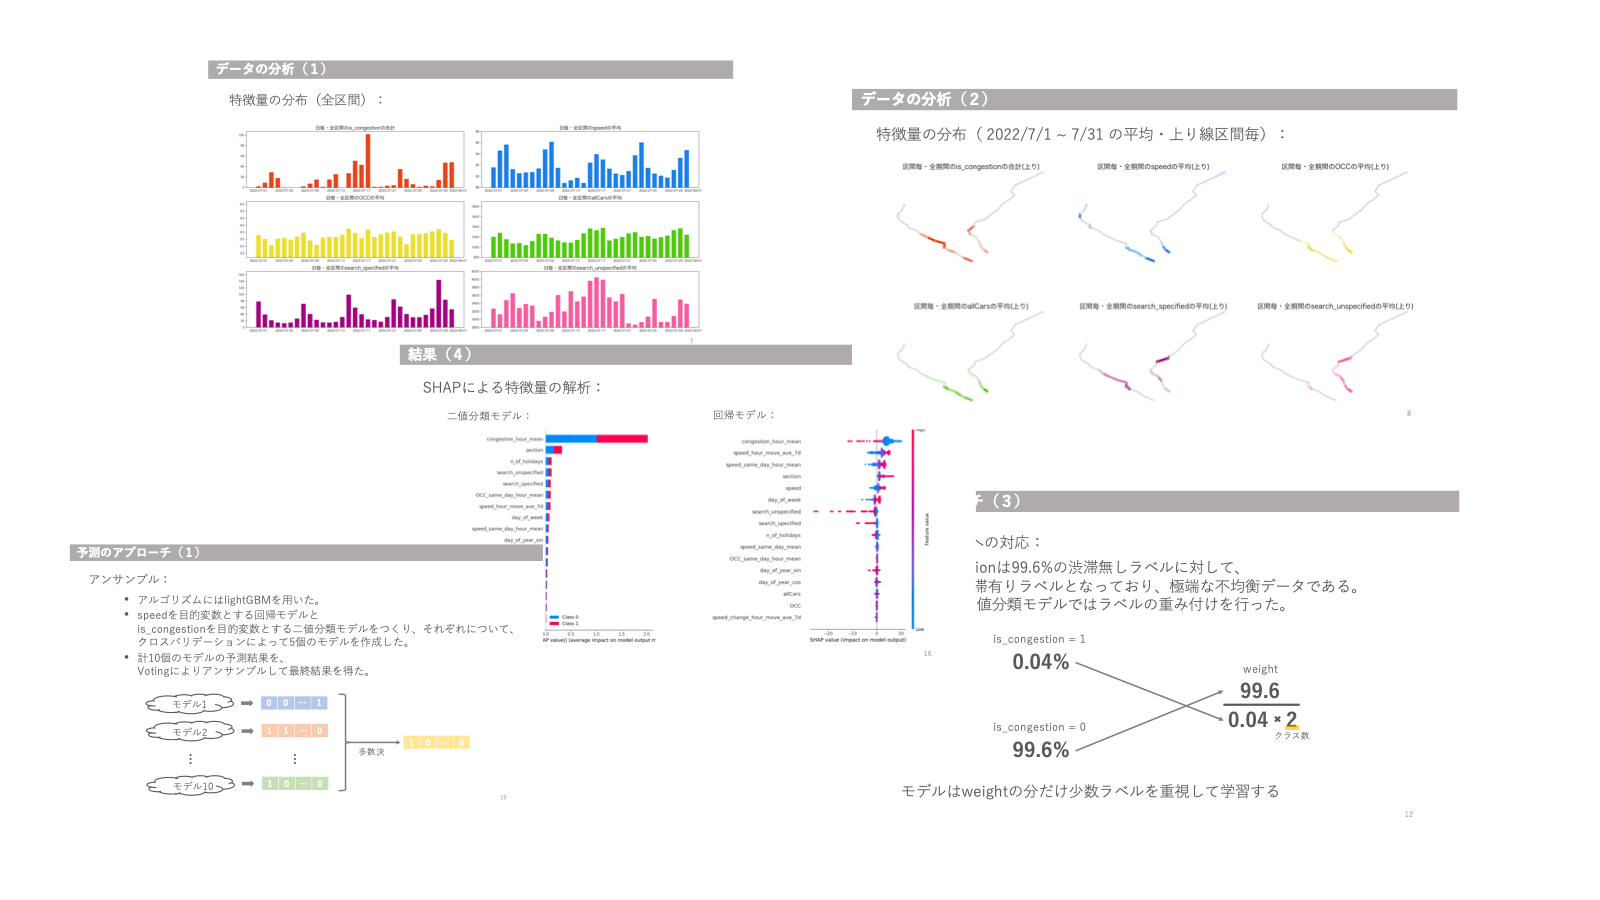 データの分析（1）
特徴量の分布（全区間）：
日毎・全区間のis_congestionの合計
日毎・全区間のspeedの平均
日毎・全区間のOCCの平均
日毎・全区間のallCarsの平均
日毎・全区間のsearch_specifiedの平均
日毎・全区間のsearch_unspecifiedの平均
7
データの分析（2）
特徴量の分布（ 2022/7/1 ~ 7/31 の平均・上り線区間毎）：
区間毎・全期間のis_congestionの合計(上り)
区間毎・全期間のspeedの平均(上り)
区間毎・全期間のOCCの平均(上り)
区間毎・全期間のallCarsの平均(上り)
区間毎・全期間のsearch_specifiedの平均(上り)
区間毎・全期間のsearch_unspecifiedの平均(上り)
8
結果（4）
SHAPによる特徴量の解析：
二値分類モデル：
congestion_hour_mean
section
n_of_holidays
search_unspecified
search_specified
OCC_same_day_hour_mean
speed_hour_move_ave_7d
day_of_week
speed_same_day_hour_mean
day_of_year_sin
Class 0
Class 1
0.0 0.5 1.0 1.5 2.0
AP value|) (average impact on model output m
回帰モデル：
congestion_hour_mean
speed_hour_move_ave_7d
speed_same_day_hour_mean
section
speed
day_of_week
search_unspecified
search_specified
n_of_holidays
speed_same_day_mean
OCC_same_day_hour_mean
day_of_year_sin
day_of_year_cos
allCars
OCC
speed_change_hour_move_ave_7d
−20 −10 0 10
SHAP value (impact on model output)
High
Feature value
Low
16
予測のアプローチ（1）
アンサンブル：
• アルゴリズムにはlightGBMを用いた。
• speedを目的変数とする回帰モデルと
is_congestionを目的変数とする二値分類モデルをつくり、それぞれについて、
クロスバリデーションによって5個のモデルを作成した。
• 計10個のモデルの予測結果を、
Votingによりアンサンブルして最終結果を得た。
モデル1
0 0 … 1
モデル2
1 1 … 0
モデル10
1 0 … 0
多数決
1 0 … 0
10
チ（3）
への対応：
ionは99.6%の渋滞無しラベルに対して、
帯有りラベルとなっており、極端な不均衡データである。
値分類モデルではラベルの重み付けを行った。
is_congestion = 1
0.04%
is_congestion = 0
99.6%
weight
99.6
0.04 * 2
クラス数
モデルはweightの分だけ少数ラベルを重視して学習する
12